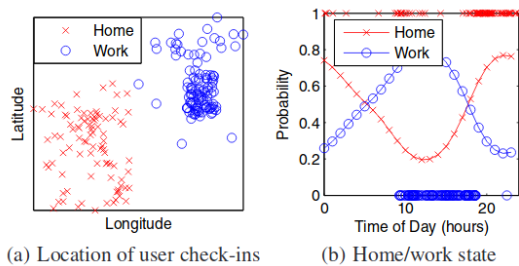 Home
Work
Latitude
Longitude
(a) Location of user check-ins
1
0.8
0.6
0.4
0.2
0
Probability
Home
Work
0
10
20
Time of Day (hours)
(b) Home/work state